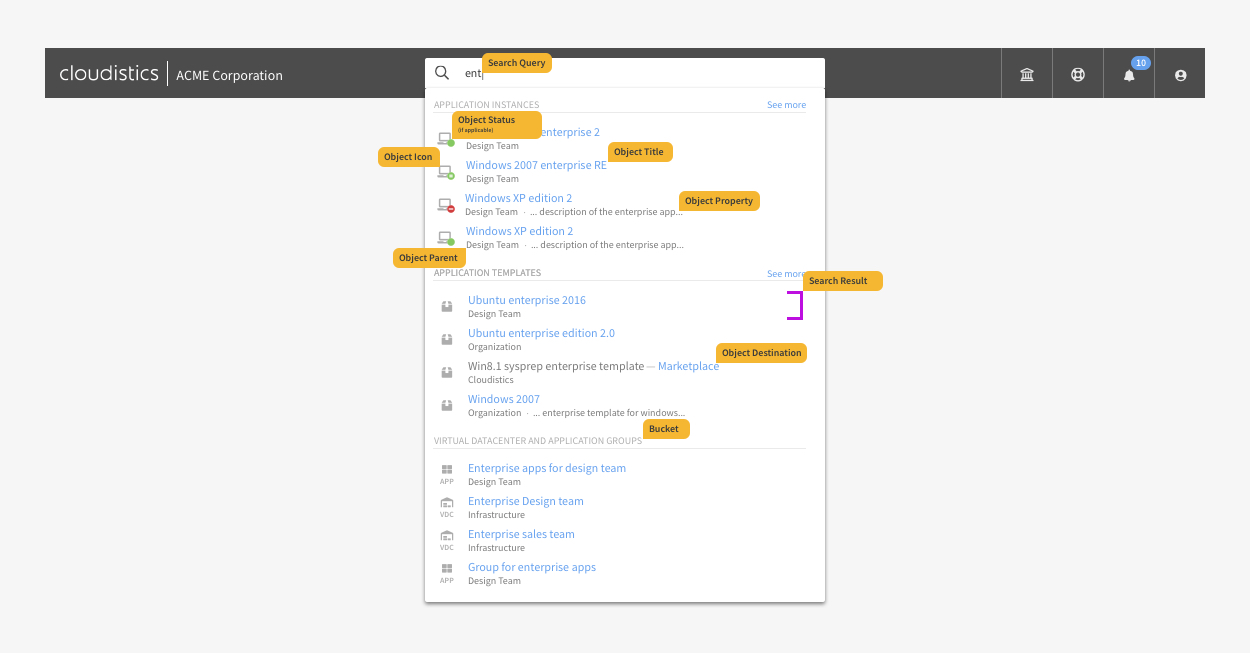 cloudistics
ACME Corporation
ent
Search Query
10
APPLICATION INSTANCES
See more
Object Status
(if applicable)
enterprise 2
Design Team
Object Icon
Object Title
Windows 2007 enterprise RE
Design Team
Windows XP edition 2
Object Property
Design Team · ... description of the enterprise app...
Windows XP edition 2
Design Team · ... description of the enterprise app...
Object Parent
APPLICATION TEMPLATES
See more
Search Result
Ubuntu enterprise 2016
Design Team
Ubuntu enterprise edition 2.0
Organization
Object Destination
Win8.1 sysprep enterprise template — Marketplace
Cloudistics
Windows 2007
Organization · ... enterprise template for windows...
Bucket
VIRTUAL DATACENTER AND APPLICATION GROUPS
Enterprise apps for design team
APP
Design Team
Enterprise Design team
VDC
Infrastructure
Enterprise sales team
VDC
Infrastructure
Group for enterprise apps
APP
Design Team